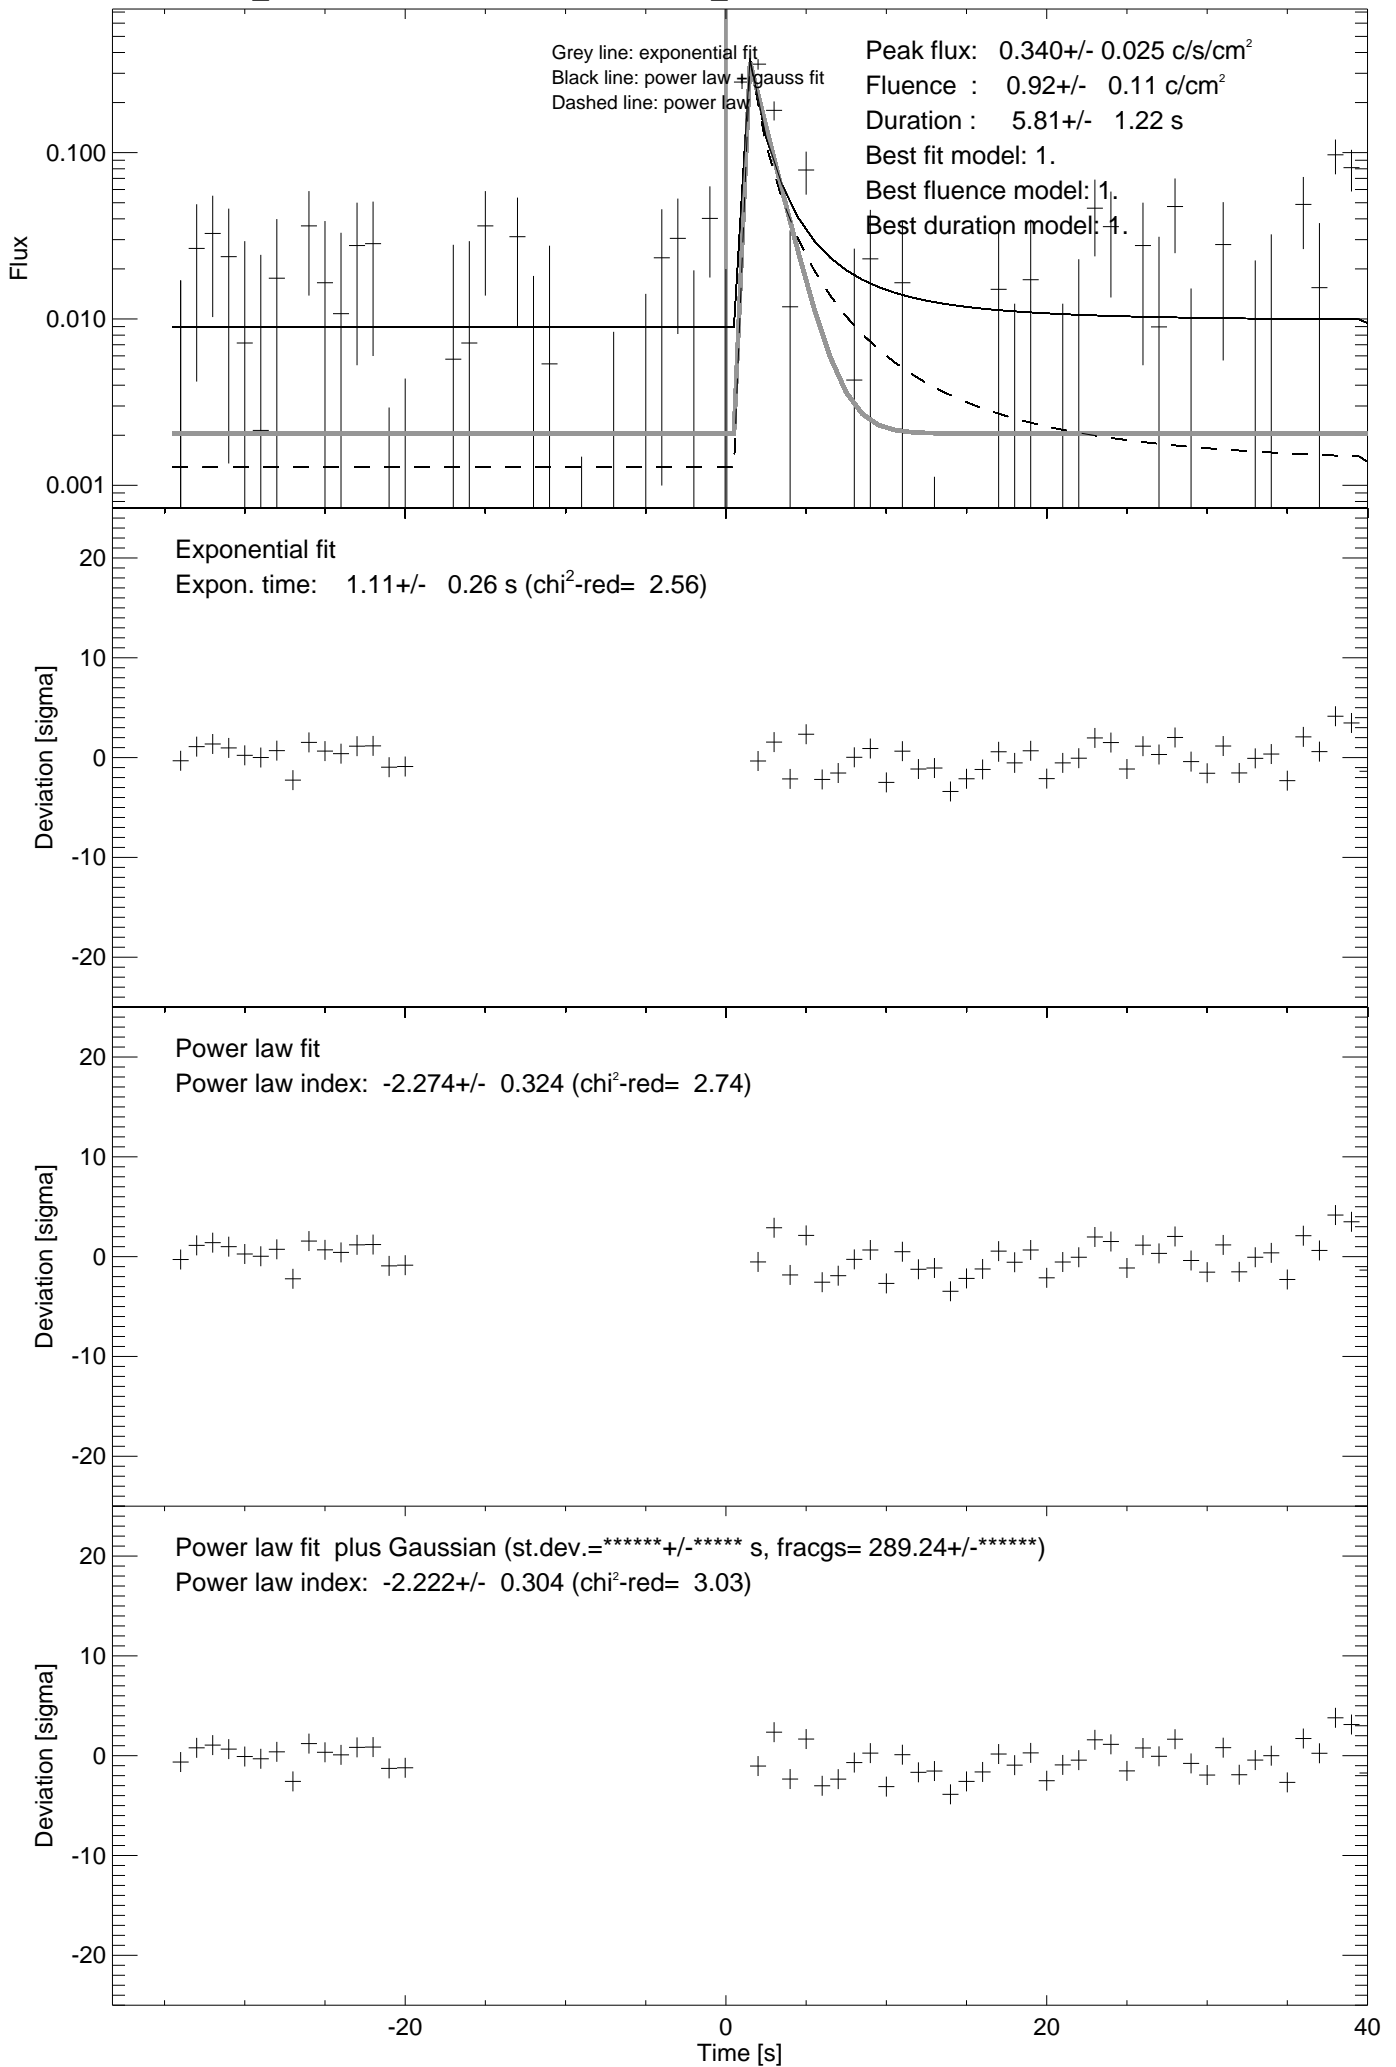 Grey line: exponential fit
Black line: power law + gauss fit
Dashed line: power law
Peak flux: 0.340+/- 0.025 c/s/cm²
Fluence : 0.92+/- 0.11 c/cm²
Duration : 5.81+/- 1.22 s
Best fit model: 1.
Best fluence model: 1.
Best duration model: 1.
0.100
0.010
0.001
Flux
Exponential fit
Expon. time: 1.11+/- 0.26 s (chi²-red= 2.56)
20
10
0
-10
-20
Deviation [sigma]
Power law fit
Power law index: -2.274+/- 0.324 (chi²-red= 2.74)
20
10
0
-10
-20
Deviation [sigma]
Power law fit plus Gaussian (st.dev.=******+/-***** s, fracgs= 289.24+/-******)
Power law index: -2.222+/- 0.304 (chi²-red= 3.03)
20
10
0
-10
-20
Deviation [sigma]
-20 0 20 40
Time [s]